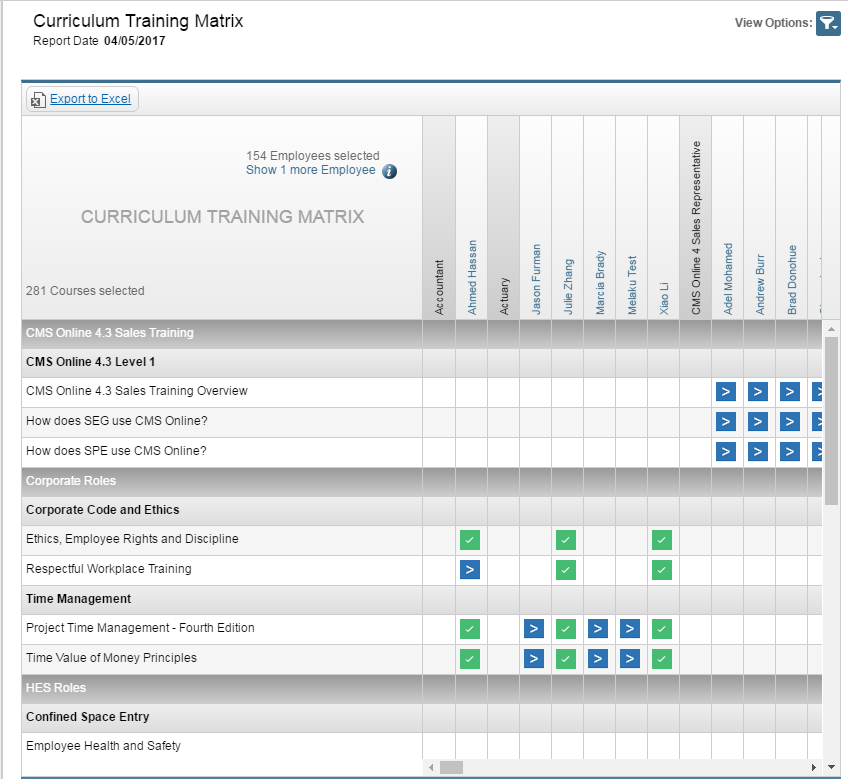 Curriculum Training Matrix
View Options:
Report Date 04/05/2017
Export to Excel
154 Employees selected
Show 1 more Employee i
CURRICULUM TRAINING MATRIX
281 Courses selected
Accountant
Ahmed Hassan
Actuary
Jason Furman
Julie Zhang
Marcia Brady
Melaku Test
Xiao Li
CMS Online 4 Sales Representative
Adel Mohamed
Andrew Burr
Brad Donohue
CMS Online 4.3 Sales Training
CMS Online 4.3 Level 1
CMS Online 4.3 Sales Training Overview
How does SEG use CMS Online?
How does SPE use CMS Online?
Corporate Roles
Corporate Code and Ethics
Ethics, Employee Rights and Discipline
Respectful Workplace Training
Time Management
Project Time Management - Fourth Edition
Time Value of Money Principles
HES Roles
Confined Space Entry
Employee Health and Safety